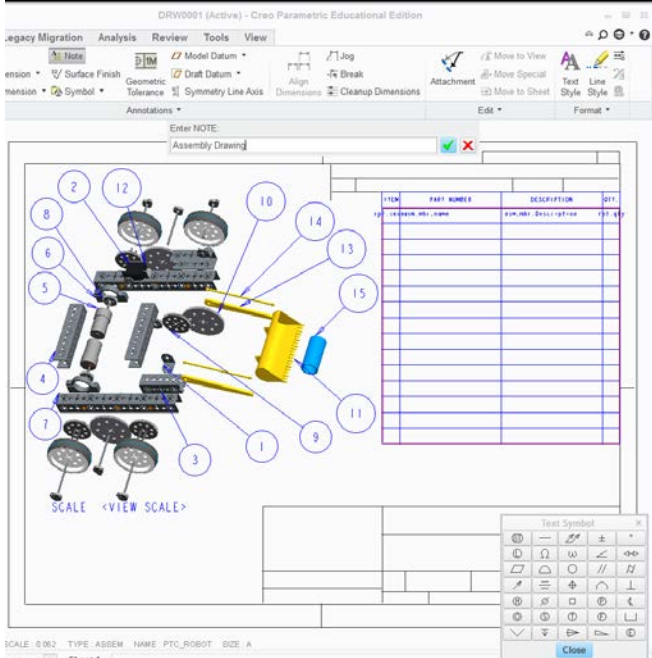 DRW0001 (Active) - Creo Parametric Educational Edition
Legacy Migration Analysis Review Tools View
Note
Surface Finish
Symbol
Geometric Tolerance
Model Datum
Draft Datum
Symmetry Line Axis
Align Dimensions
Jog
Break
Cleanup Dimensions
Attachment
Move to View
Move Special
Move to Sheet
Text Style
Line Style
Annotations
Edit
Format
Enter NOTE:
Assembly Drawing
ITEM PART NUMBER DESCRIPTION QTY.
2
12
10
14
13
8
6
5
15
4
11
7
9
1
3
SCALE <VIEW SCALE>
Text Symbol
Close
SCALE : 0.062 TYPE : ASSEM NAME : PTC_ROBOT SIZE : A